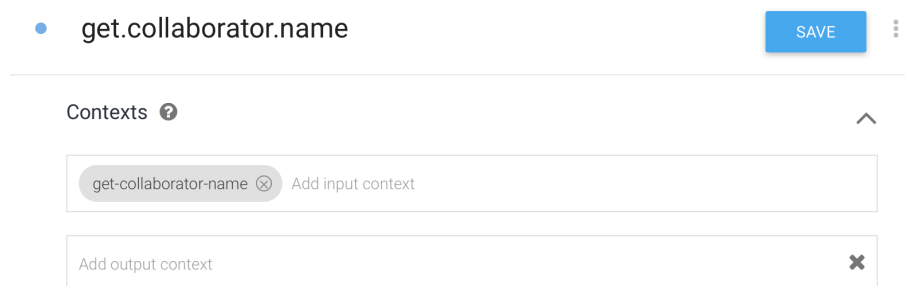 get.collaborator.name SAVE
Contexts ?
get-collaborator-name Add input context
Add output context